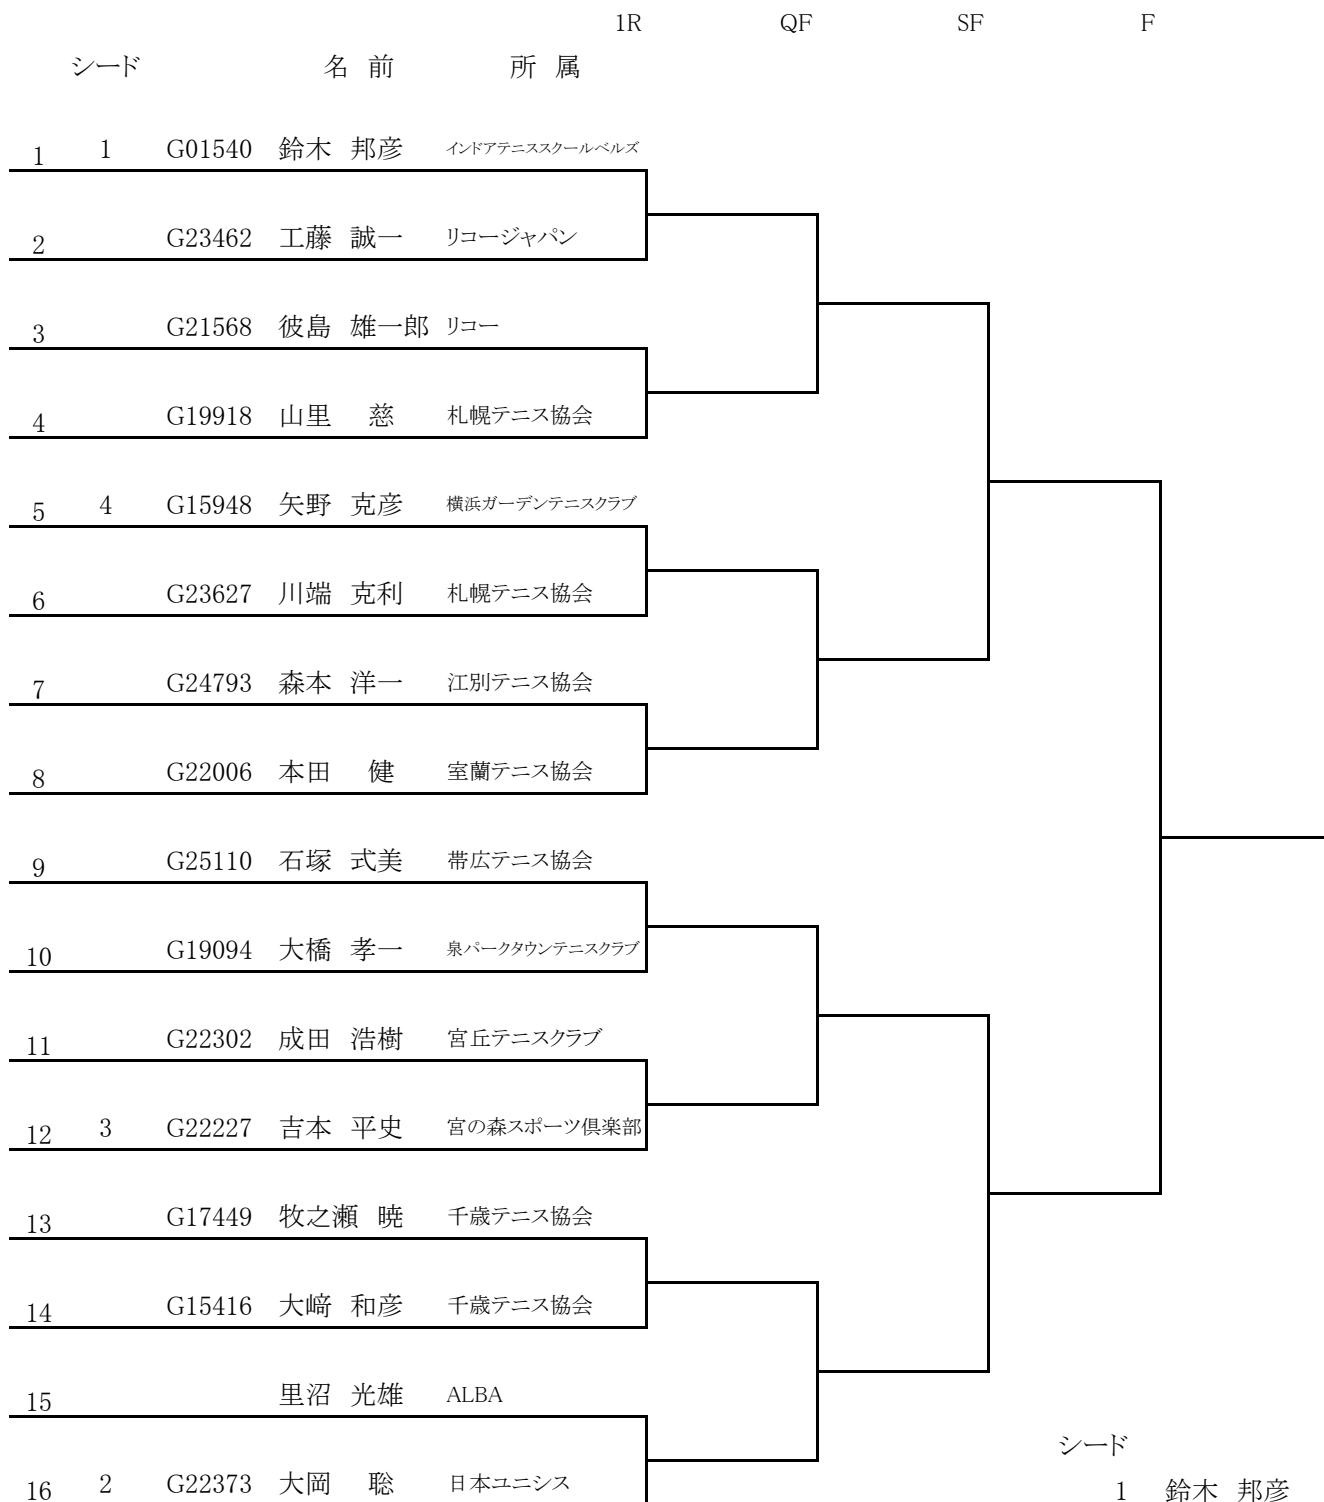 1R QF SF F
シード 名 前 所 属
1 1 G01540 鈴木 邦彦 インドアテニススクールベルズ
2 G23462 工藤 誠一 リコージャパン
3 G21568 彼島 雄一郎 リコー
4 G19918 山里 慈 札幌テニス協会
5 4 G15948 矢野 克彦 横浜ガーデンテニスクラブ
6 G23627 川端 克利 札幌テニス協会
7 G24793 森本 洋一 江別テニス協会
8 G22006 本田 健 室蘭テニス協会
9 G25110 石塚 式美 帯広テニス協会
10 G19094 大橋 孝一 泉パークタウンテニスクラブ
11 G22302 成田 浩樹 宮丘テニスクラブ
12 3 G22227 吉本 平史 宮の森スポーツ倶楽部
13 G17449 牧之瀬 暁 千歳テニス協会
14 G15416 大﨑 和彦 千歳テニス協会
15 里沼 光雄 ALBA
16 2 G22373 大岡 聡 日本ユニシス
シード
1 鈴木 邦彦